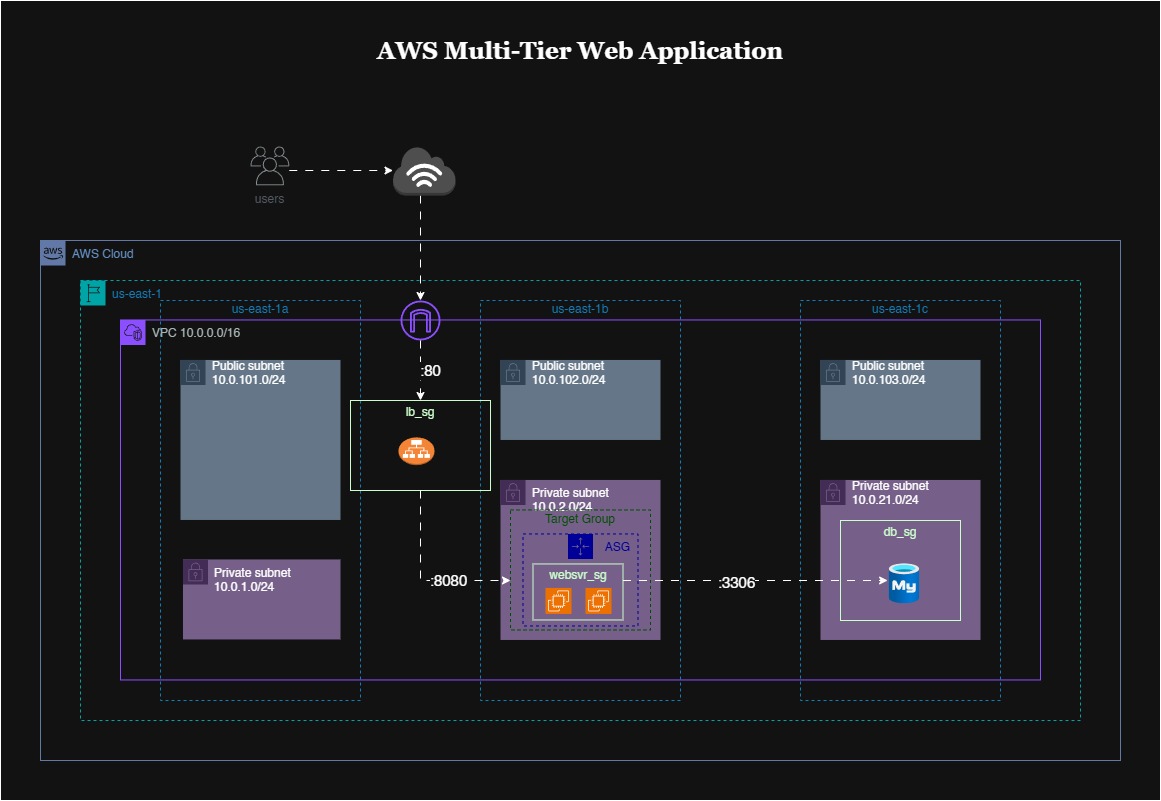 AWS Multi-Tier Web Application
users
aws
AWS Cloud
us-east-1
us-east-1a
us-east-1b
us-east-1c
VPC 10.0.0.0/16
Public subnet
10.0.101.0/24
:80
Public subnet
10.0.102.0/24
Public subnet
10.0.103.0/24
lb_sg
Private subnet
10.0.2.0/24
Target Group
ASG
websvr_sg
Private subnet
10.0.21.0/24
db_sg
My
Private subnet
10.0.1.0/24
:8080
:3306